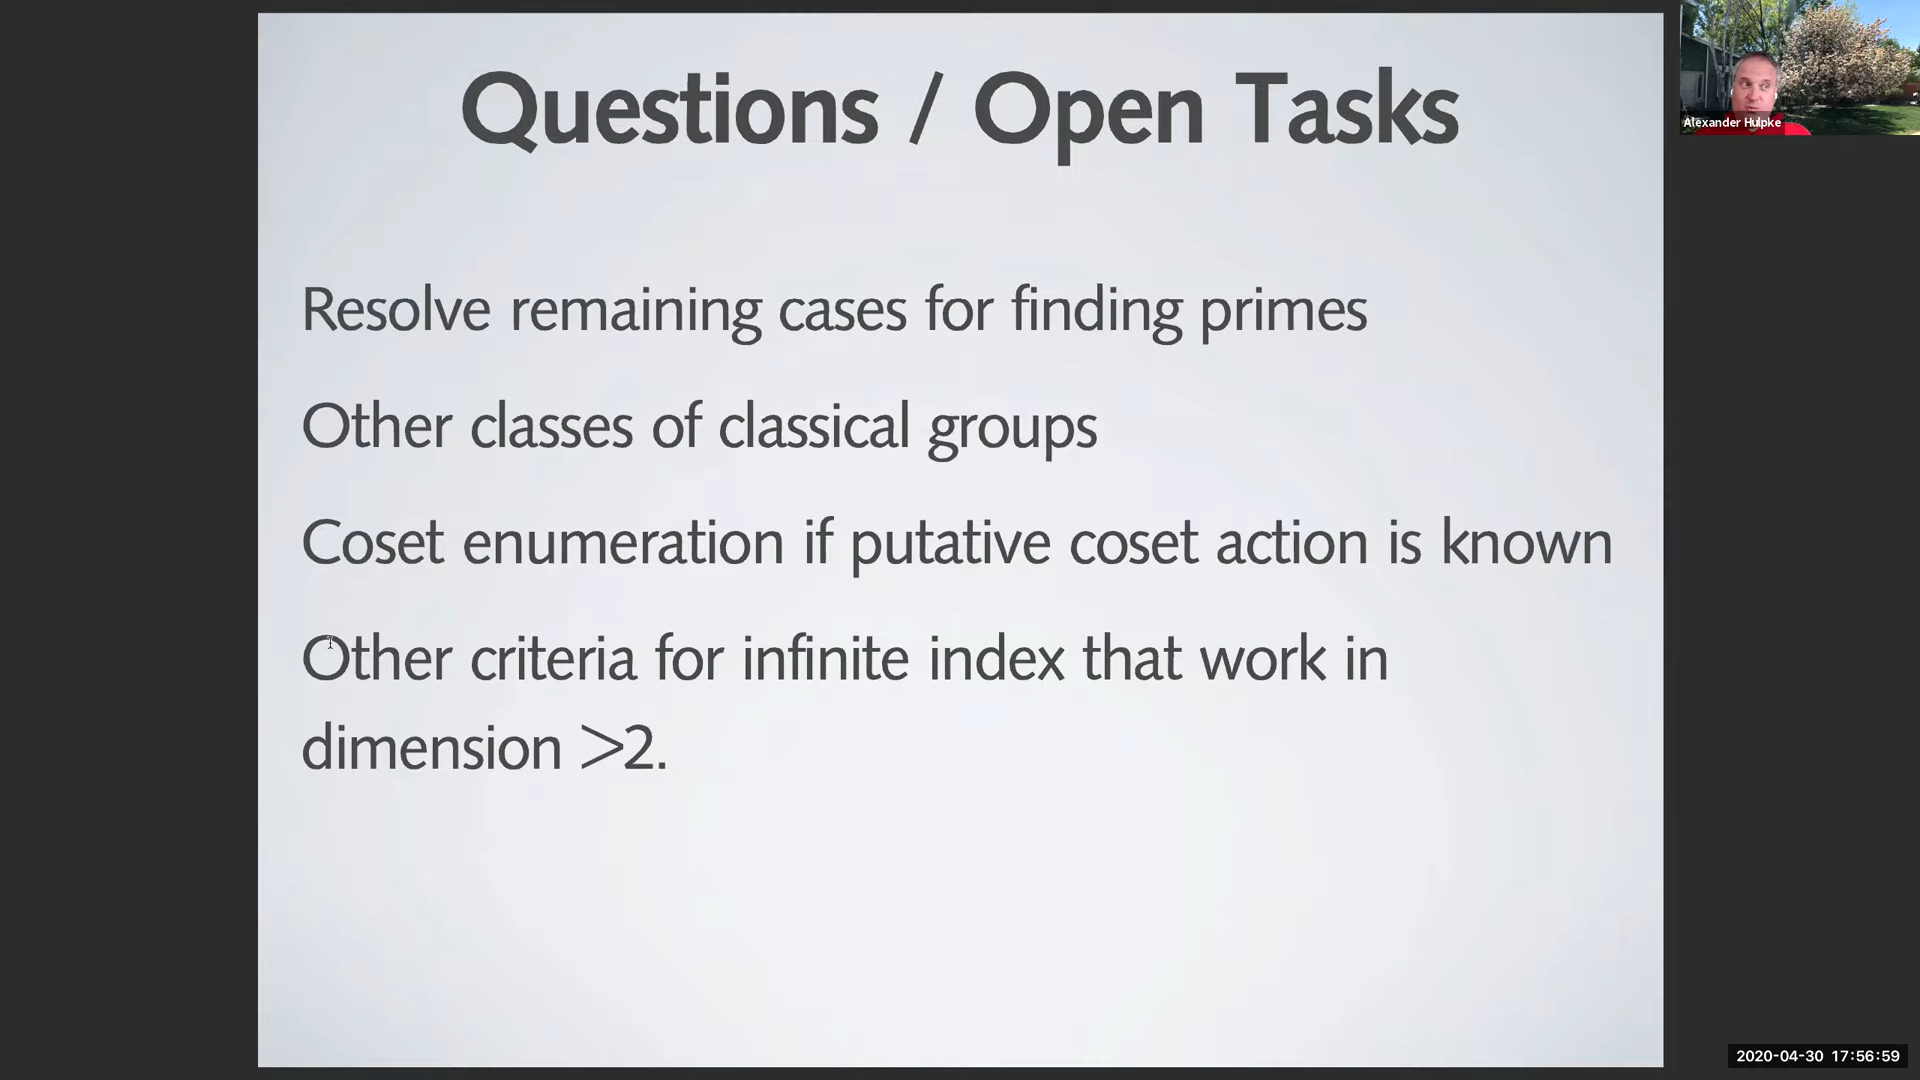 Questions / Open Tasks
Alexander Hulpke
Resolve remaining cases for finding primes
Other classes of classical groups
Coset enumeration if putative coset action is known
Other criteria for infinite index that work in
dimension >2.
2020-04-30 17:56:59